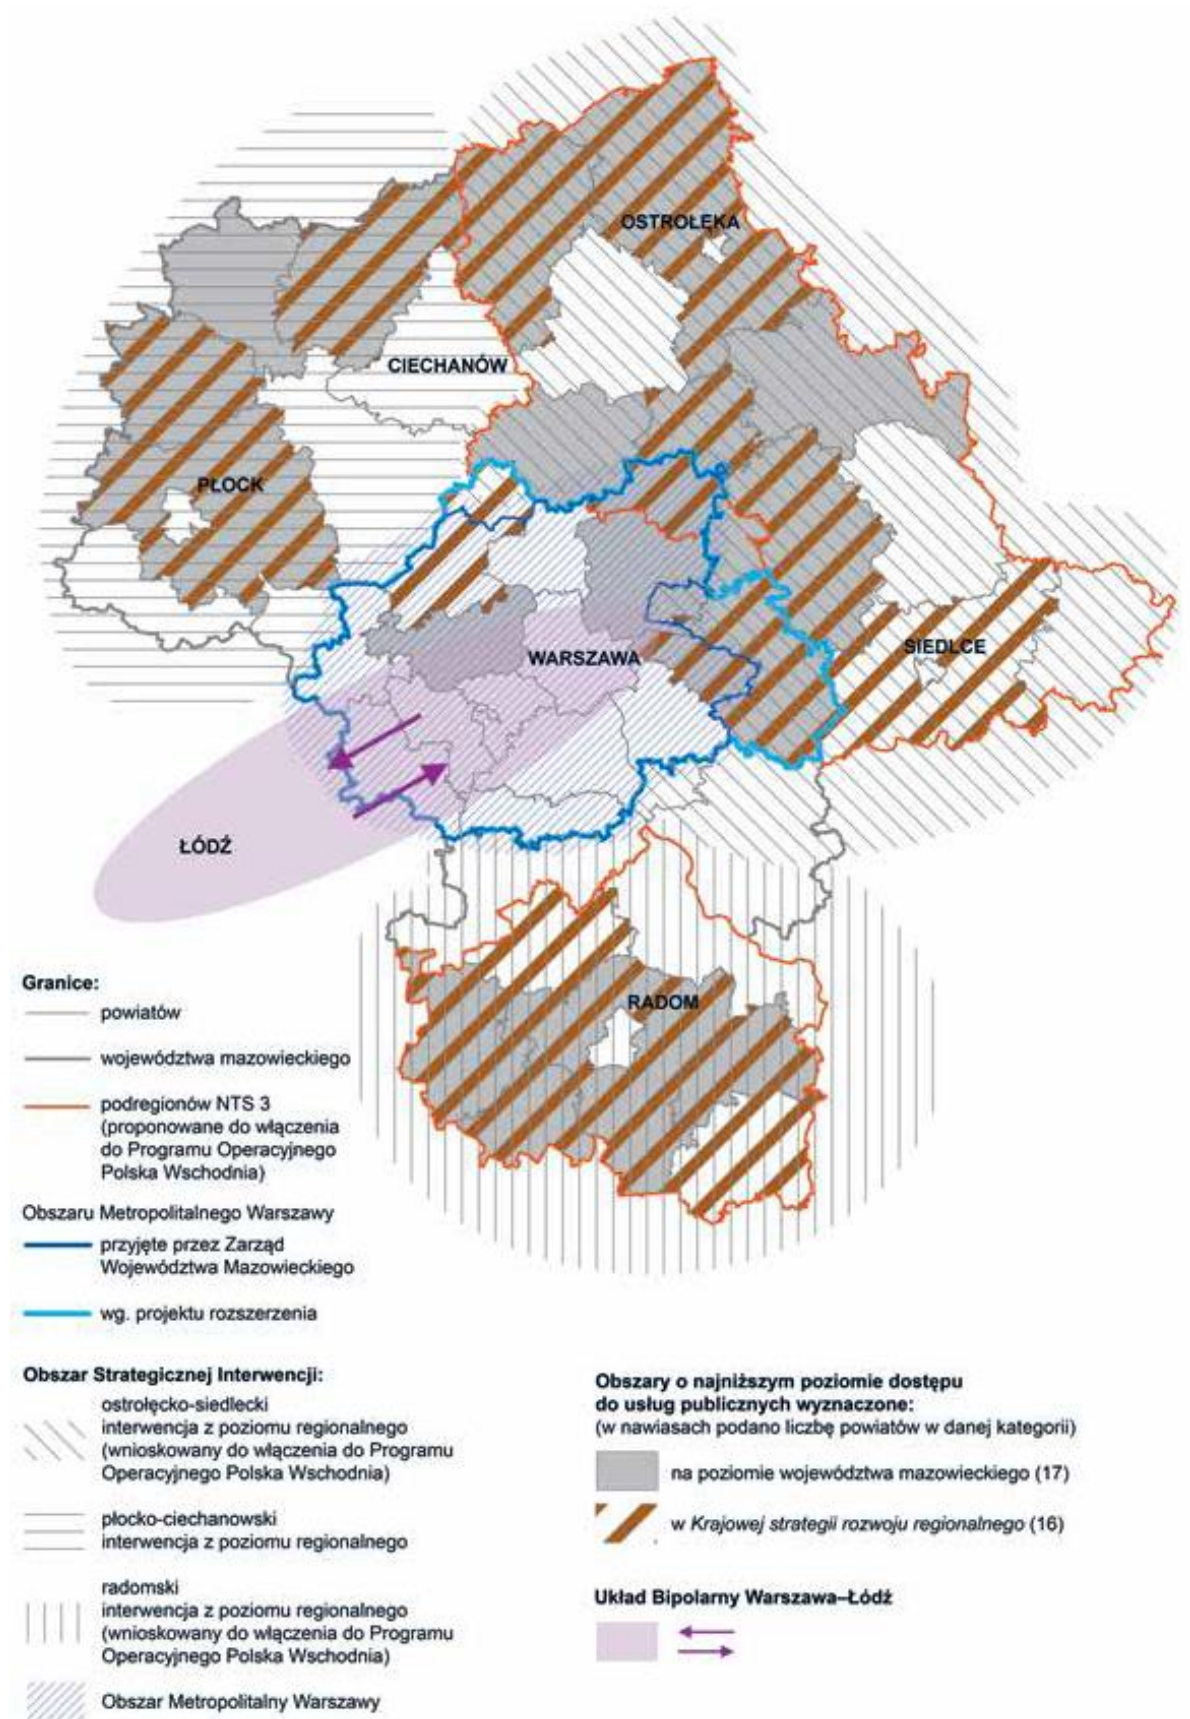 OSTROŁĘKA
CIECHANÓW
PŁOCK
SIEDLCE
WARSZAWA
ŁÓDŹ
RADOM
Granice:
powiatów
województwa mazowieckiego
podregionów NTS 3
(proponowane do włączenia
do Programu Operacyjnego
Polska Wschodnia)
Obszaru Metropolitalnego Warszawy
przyjęte przez Zarząd
Województwa Mazowieckiego
wg. projektu rozszerzenia
Obszar Strategicznej Interwencji:
ostrołęcko-siedlecki
interwencja z poziomu regionalnego
(wnioskowany do włączenia do Programu
Operacyjnego Polska Wschodnia)
płocko-ciechanowski
interwencja z poziomu regionalnego
radomski
interwencja z poziomu regionalnego
(wnioskowany do włączenia do Programu
Operacyjnego Polska Wschodnia)
Obszar Metropolitalny Warszawy
Obszary o najniższym poziomie dostępu
do usług publicznych wyznaczone:
(w nawiasach podano liczbę powiatów w danej kategorii)
na poziomie województwa mazowieckiego (17)
w Krajowej strategii rozwoju regionalnego (16)
Układ Bipolarny Warszawa–Łódź